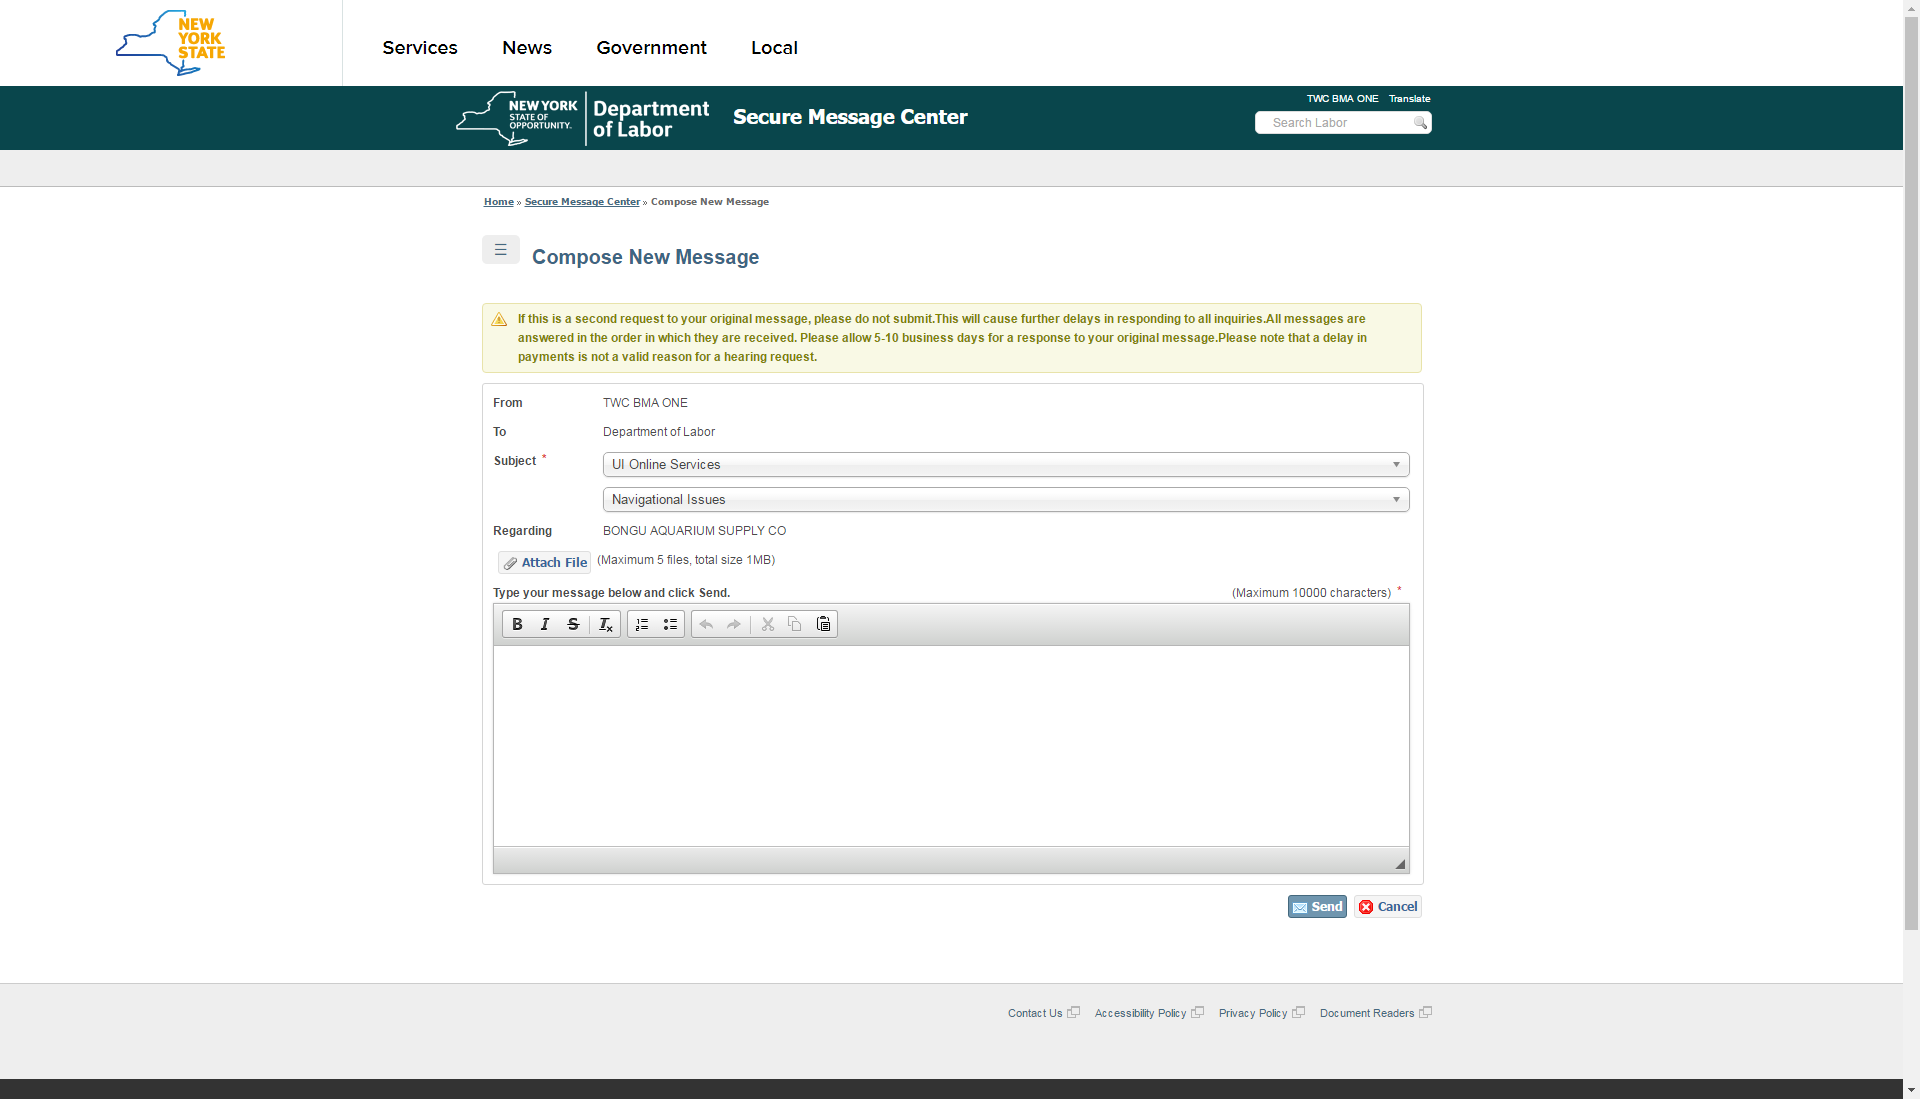 NEW
YORK
STATE
Services
News
Government
Local
NEW YORK
STATE OF
OPPORTUNITY.
Department
of Labor
Secure Message Center
TWC BMA ONE
Translate
Search Labor
Home » Secure Message Center » Compose New Message
Compose New Message
If this is a second request to your original message, please do not submit.This will cause further delays in responding to all inquiries.All messages are
answered in the order in which they are received. Please allow 5-10 business days for a response to your original message.Please note that a delay in
payments is not a valid reason for a hearing request.
From TWC BMA ONE
To Department of Labor
Subject * UI Online Services
Navigational Issues
Regarding BONGU AQUARIUM SUPPLY CO
Attach File (Maximum 5 files, total size 1MB)
Type your message below and click Send. (Maximum 10000 characters) *
Send
Cancel
Contact Us
Accessibility Policy
Privacy Policy
Document Readers